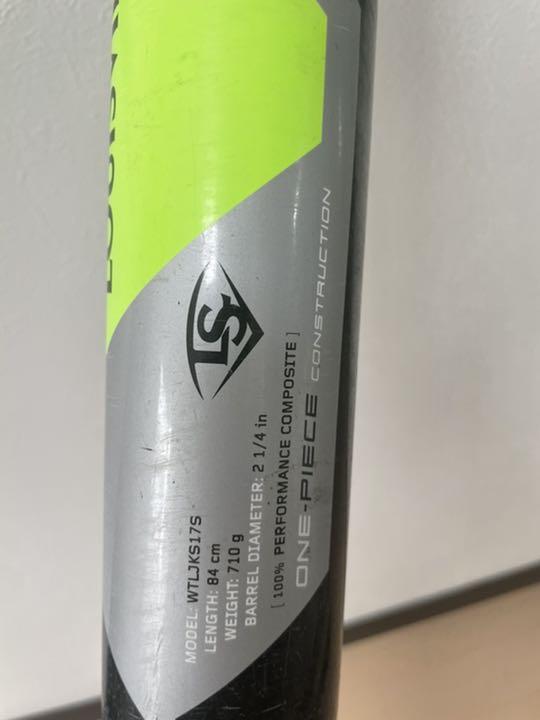 LS
MODEL: WTLJKS17S
LENGTH: 84 cm
WEIGHT: 710 g
BARREL DIAMETER: 2 1/4 in
[ 100% PERFORMANCE COMPOSITE ]
ONE-PIECE CONSTRUCTION